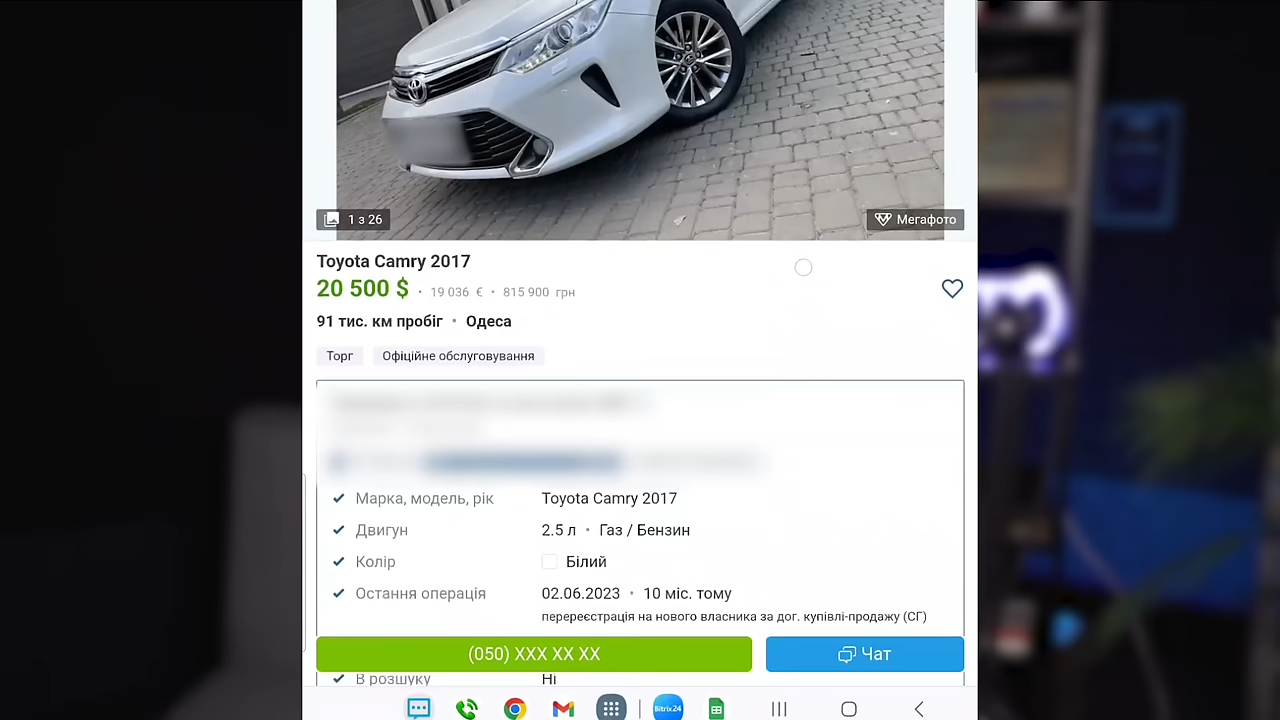 1 з 26
Мегафото
Toyota Camry 2017
20 500 $ · 19 036 € · 815 900 грн
91 тис. км пробіг · Одеса
Торг
Офіційне обслуговування
Марка, модель, рік Toyota Camry 2017
Двигун 2.5 л · Газ / Бензин
Колір Білий
Остання операція 02.06.2023 · 10 міс. тому
перереєстрація на нового власника за дог. купівлі-продажу (СГ)
(050) XXX XX XX
Чат
В розшуку Ні
Bitrix24